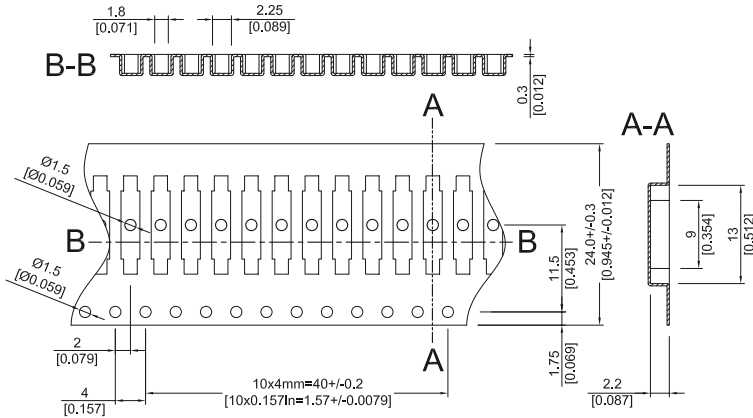 1.8
[0.071]
2.25
[0.089]
B-B
0.3
[0.012]
A
A-A
Ø1.5
[Ø0.059]
B
B
Ø1.5
[Ø0.059]
11.5
[0.453]
24.0+/-0.3
[0.945+/-0.012]
9
[0.354]
13
[0.512]
2
[0.079]
A
1.75
[0.069]
4
[0.157]
10x4mm=40+/-0.2
[10x0.157In=1.57+/-0.0079]
2.2
[0.087]